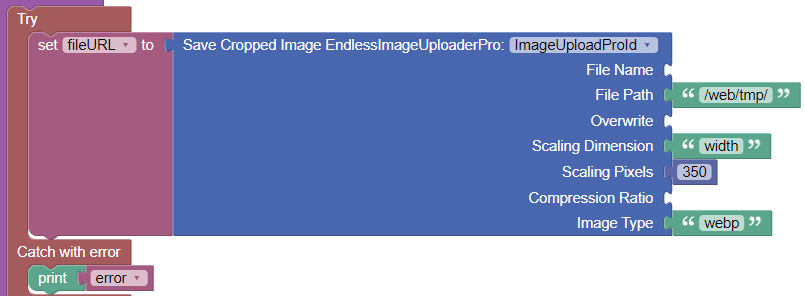 Try
set fileURL to Save Cropped Image EndlessImageUploaderPro: ImageUploadProId
File Name
File Path “ /web/tmp/ ”
Overwrite
Scaling Dimension “ width ”
Scaling Pixels 350
Compression Ratio
Image Type “ webp ”
Catch with error
print error